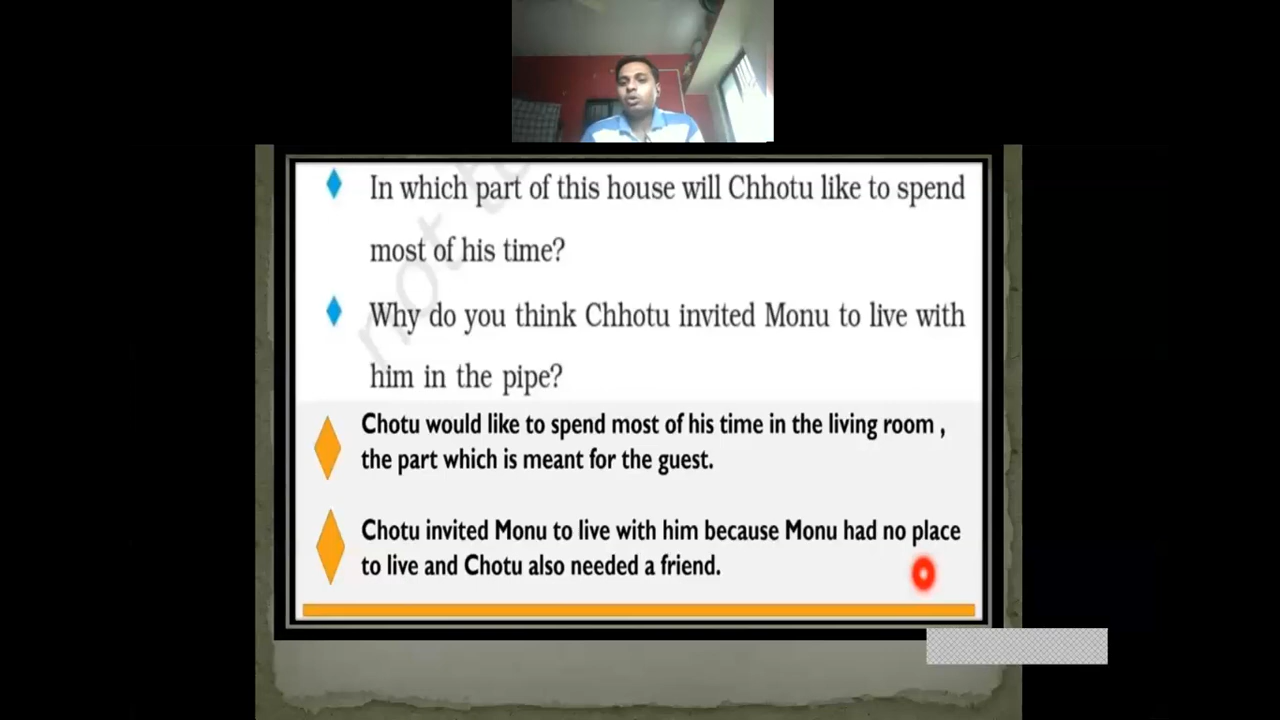 In which part of this house will Chhotu like to spend
most of his time?
Why do you think Chhotu invited Monu to live with
him in the pipe?
Chotu would like to spend most of his time in the living room ,
the part which is meant for the guest.
Chotu invited Monu to live with him because Monu had no place
to live and Chotu also needed a friend.
not